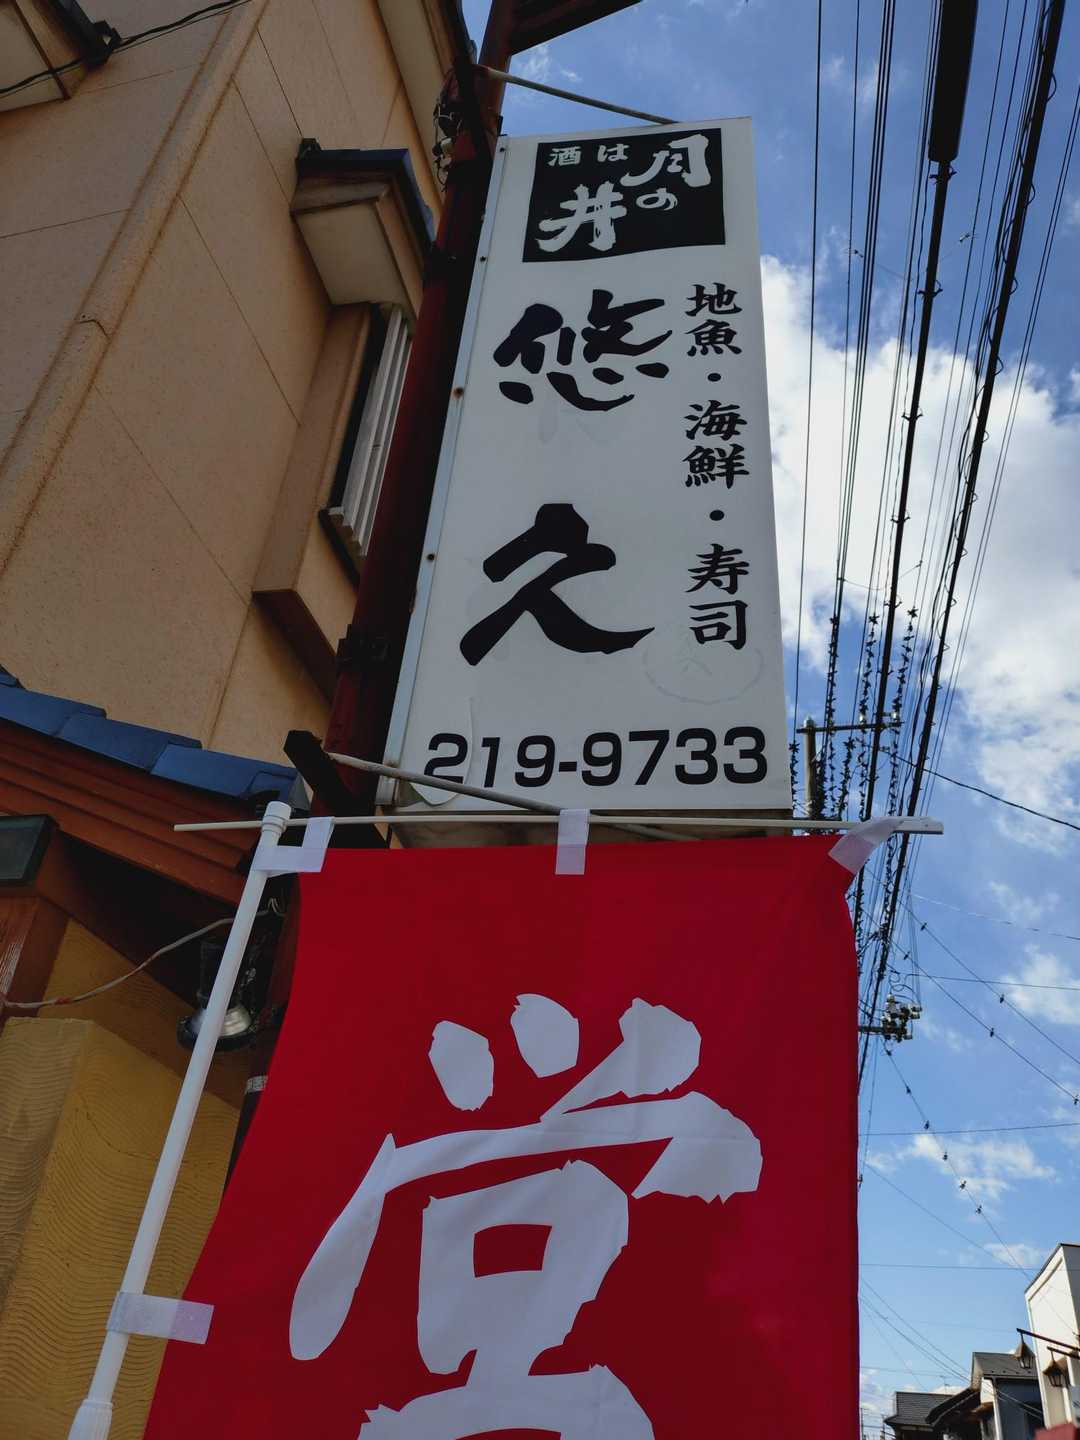 酒は
月の
井
地魚・海鮮・寿司
悠久
219-9733
営